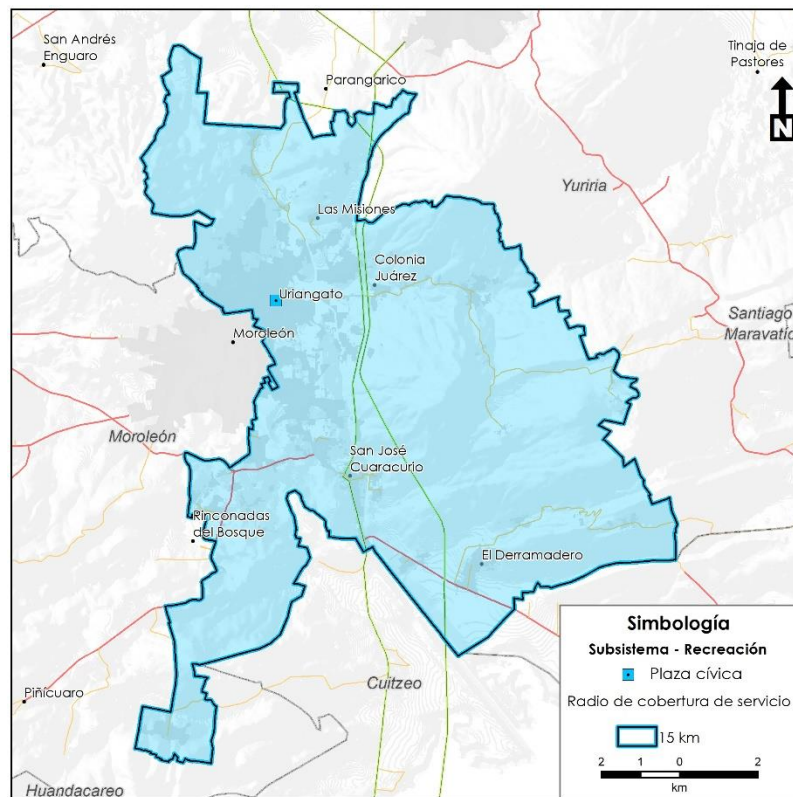 San Andrés
Enguaro
Tinaja de
Pastores
Parangarico
N
Yuriria
Las Misiones
Colonia
Juárez
Uriangato
Santiago
Maravatío
Moroleón
Moroleón
San José
Cuaracurio
Rinconadas
del Bosque
El Derramadero
Piñícuaro
Cuitzeo
Huandacareo
Simbología
Subsistema - Recreación
Plaza cívica
Radio de cobertura de servicio
15 km
2 1 0 2
km